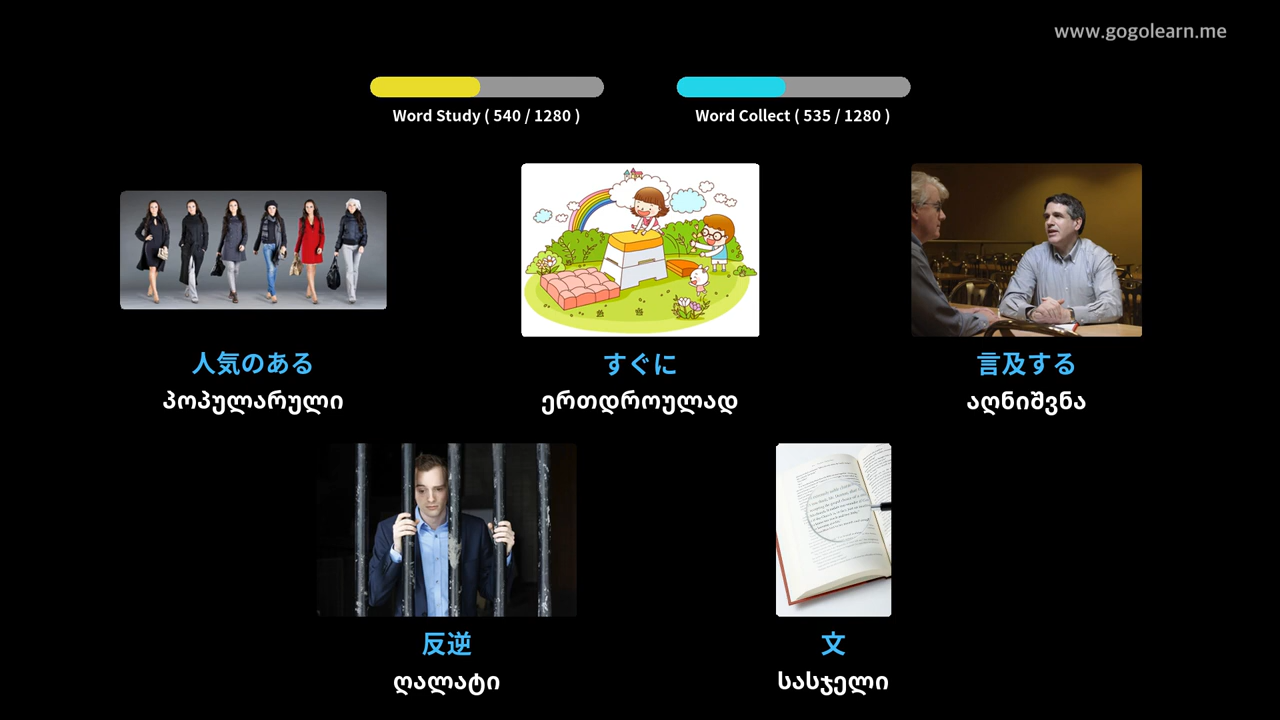 www.gogolearn.me
Word Study ( 540 / 1280 )
Word Collect ( 535 / 1280 )
人気のある
პოპულარული
すぐに
ერთდროულად
言及する
აღნიშვნა
反逆
ღალატი
文
სასჯელი